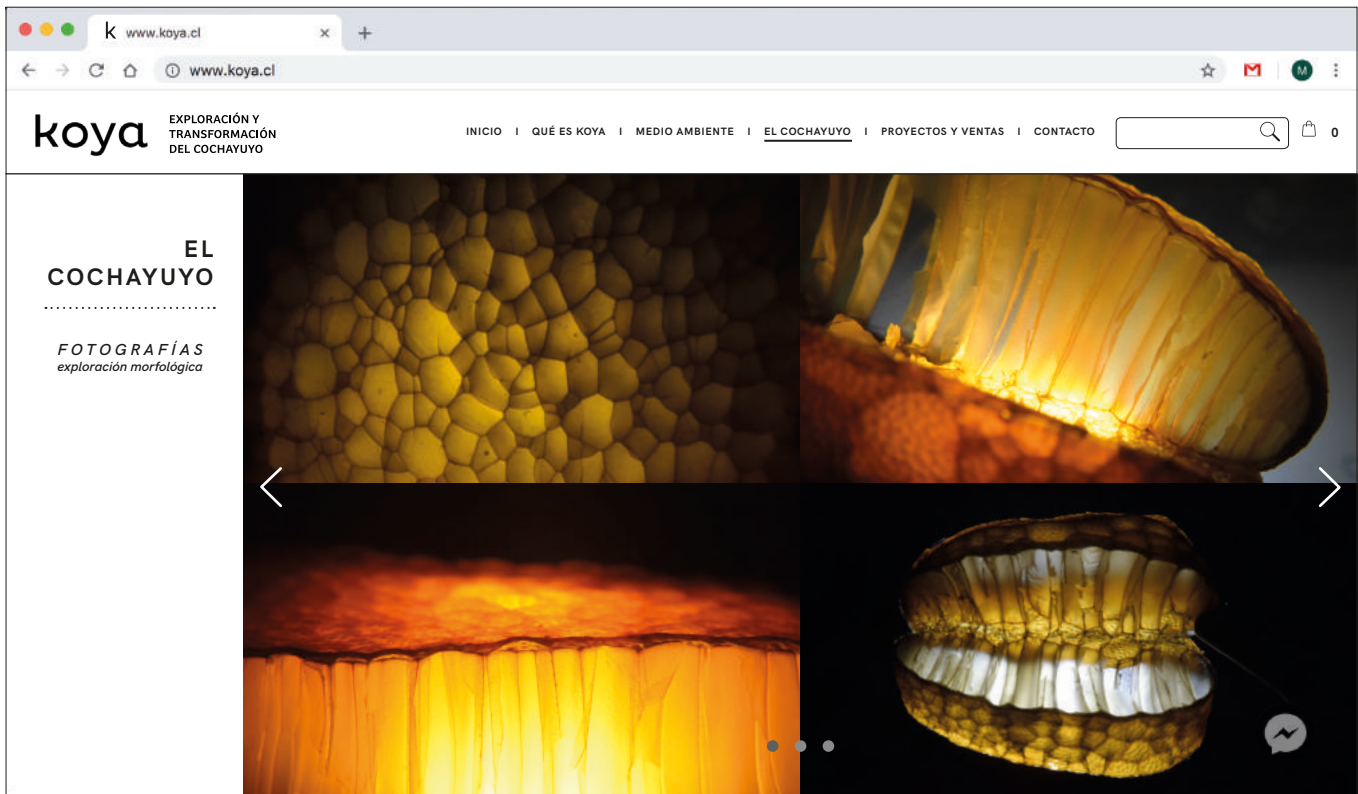 k www.koya.cl
www.koya.cl
M
koya
EXPLORACIÓN Y
TRANSFORMACIÓN
DEL COCHAYUYO
INICIO I QUÉ ES KOYA I MEDIO AMBIENTE I EL COCHAYUYO I PROYECTOS Y VENTAS I CONTACTO
0
EL
COCHAYUYO
FOTOGRAFÍAS
exploración morfológica